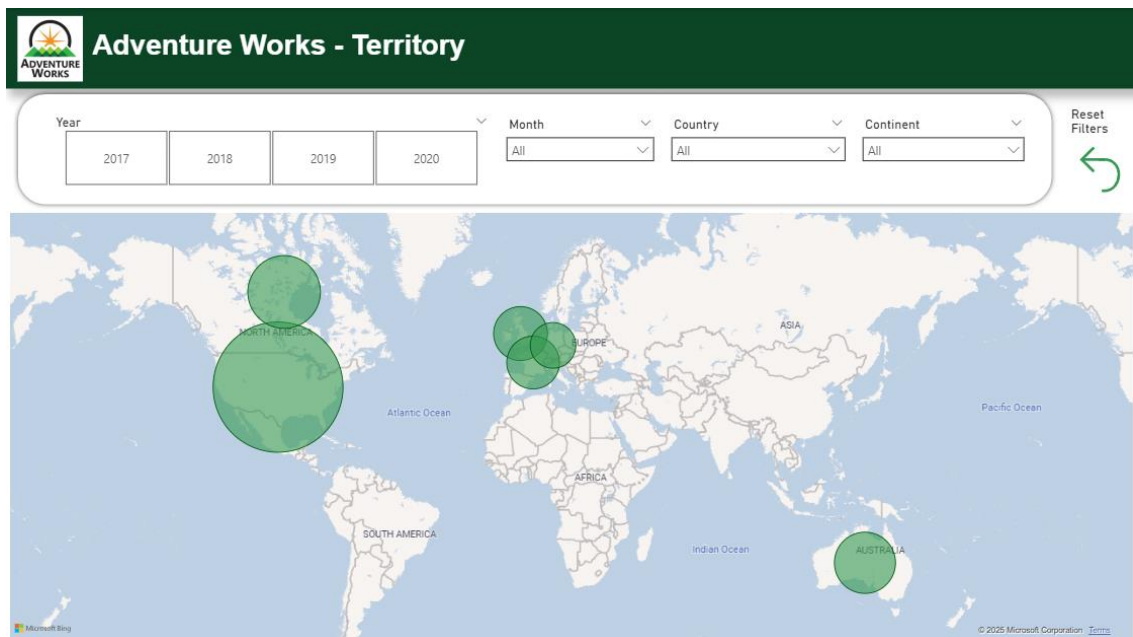 ADVENTURE
WORKS
Adventure Works - Territory
Year
2017
2018
2019
2020
Month
All
Country
All
Continent
All
Reset
Filters
NORTH AMERICA
EUROPE
ASIA
Atlantic Ocean
Pacific Ocean
AFRICA
SOUTH AMERICA
Indian Ocean
AUSTRALIA
Microsoft Bing
© 2025 Microsoft Corporation Terms